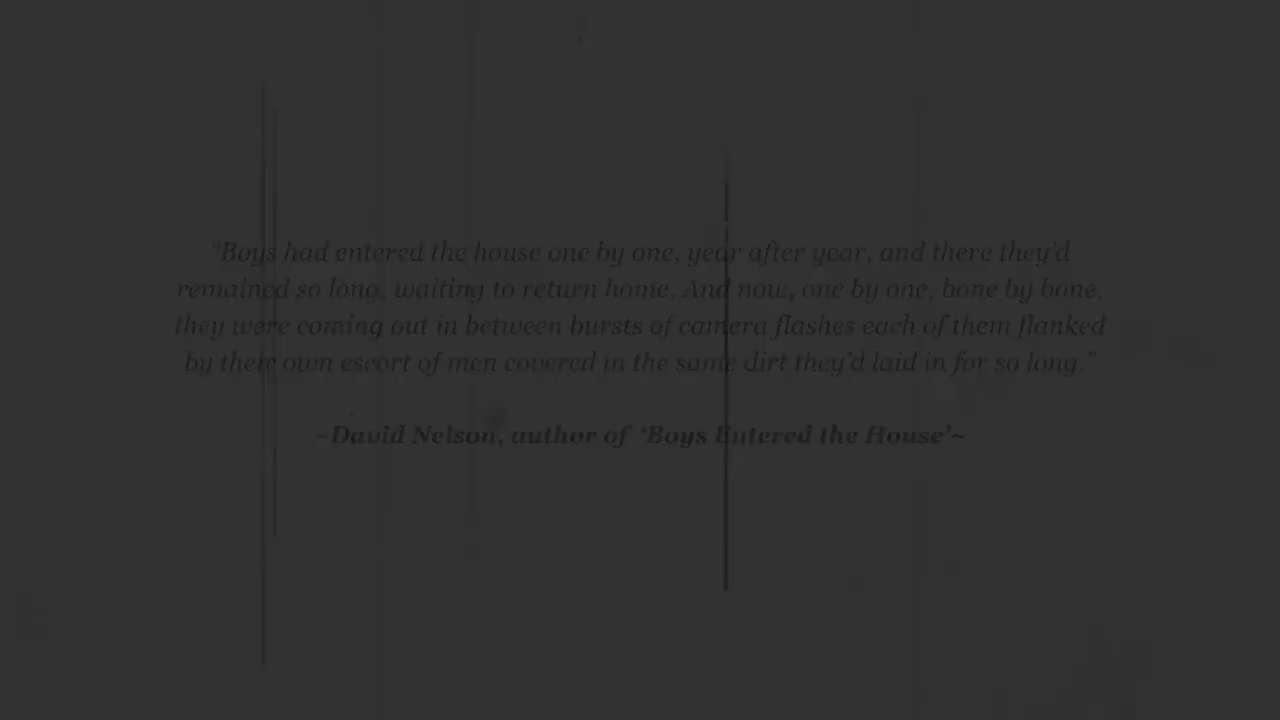 "Boys had entered the house one by one, year after year, and there they'd
remained so long, waiting to return home. And now, one by one, bone by bone,
they were coming out in between bursts of camera flashes each of them flanked
by their own escort of men covered in the same dirt they'd laid in for so long."
~David Nelson, author of 'Boys Entered the House'~